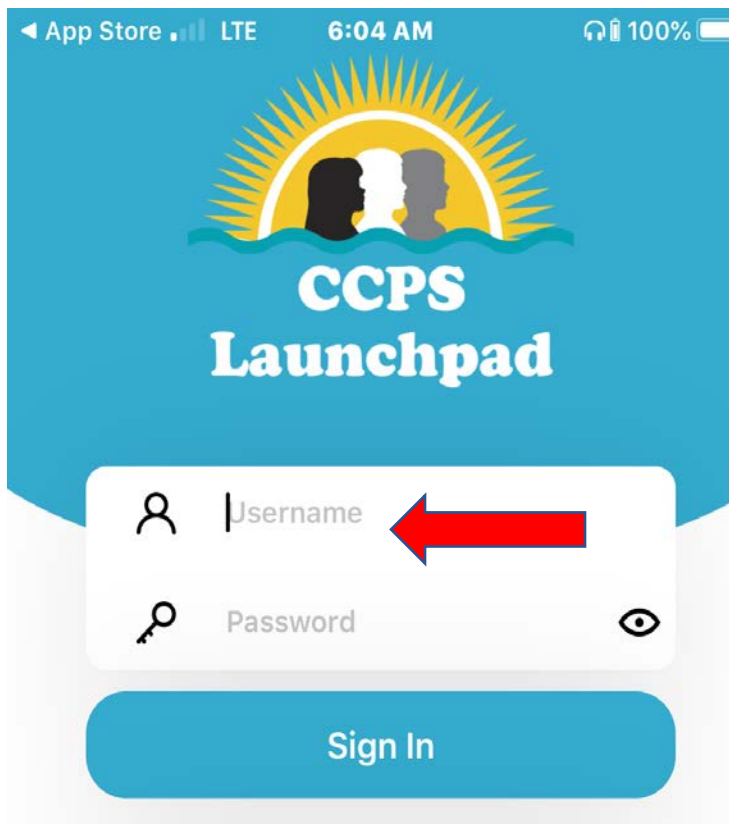 ◀ App Store LTE 6:04 AM 100%
CCPS
Launchpad
Username
Password
Sign In